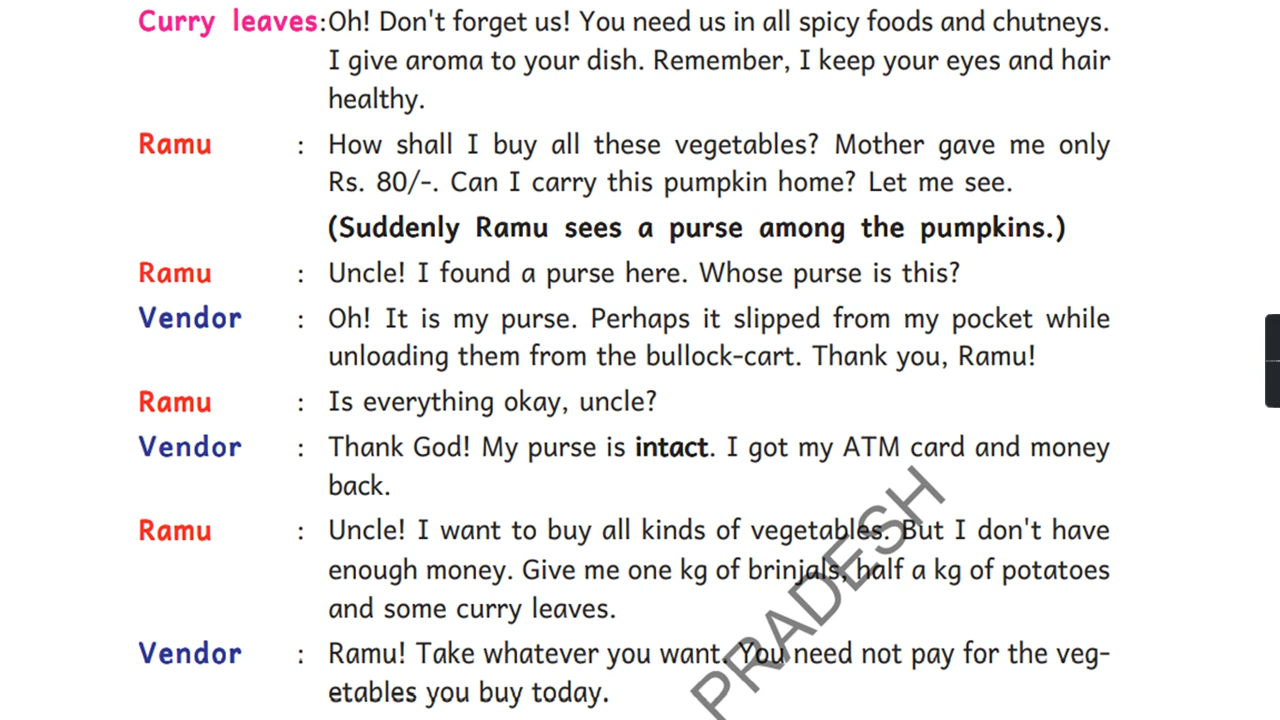 Curry leaves:Oh! Don't forget us! You need us in all spicy foods and chutneys.
I give aroma to your dish. Remember, I keep your eyes and hair
healthy.
Ramu : How shall I buy all these vegetables? Mother gave me only
Rs. 80/-. Can I carry this pumpkin home? Let me see.
(Suddenly Ramu sees a purse among the pumpkins.)
Ramu : Uncle! I found a purse here. Whose purse is this?
Vendor : Oh! It is my purse. Perhaps it slipped from my pocket while
unloading them from the bullock-cart. Thank you, Ramu!
Ramu : Is everything okay, uncle?
Vendor : Thank God! My purse is intact. I got my ATM card and money
back.
Ramu : Uncle! I want to buy all kinds of vegetables. But I don't have
enough money. Give me one kg of brinjals, half a kg of potatoes
and some curry leaves.
Vendor : Ramu! Take whatever you want. You need not pay for the veg-
etables you buy today.
PRADESH